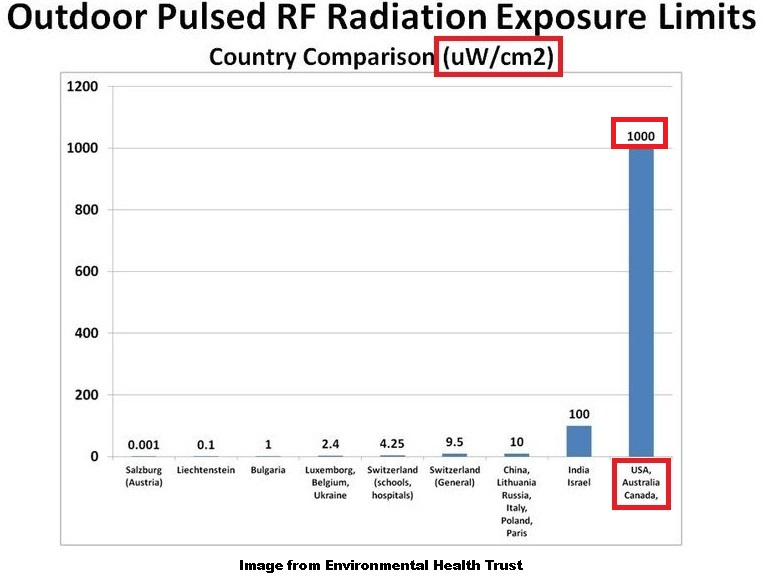 Outdoor Pulsed RF Radiation Exposure Limits
Country Comparison (uW/cm2)
1200
1000
800
600
400
200
0
0.001
0.1
1
2.4
4.25
9.5
10
100
1000
Salzburg
(Austria)
Liechtenstein
Bulgaria
Luxemborg,
Belgium,
Ukraine
Switzerland
(schools,
hospitals)
Switzerland
(General)
China,
Lithuania
Russia,
Italy,
Poland,
Paris
India
Israel
USA,
Australia
Canada,
Image from Environmental Health Trust